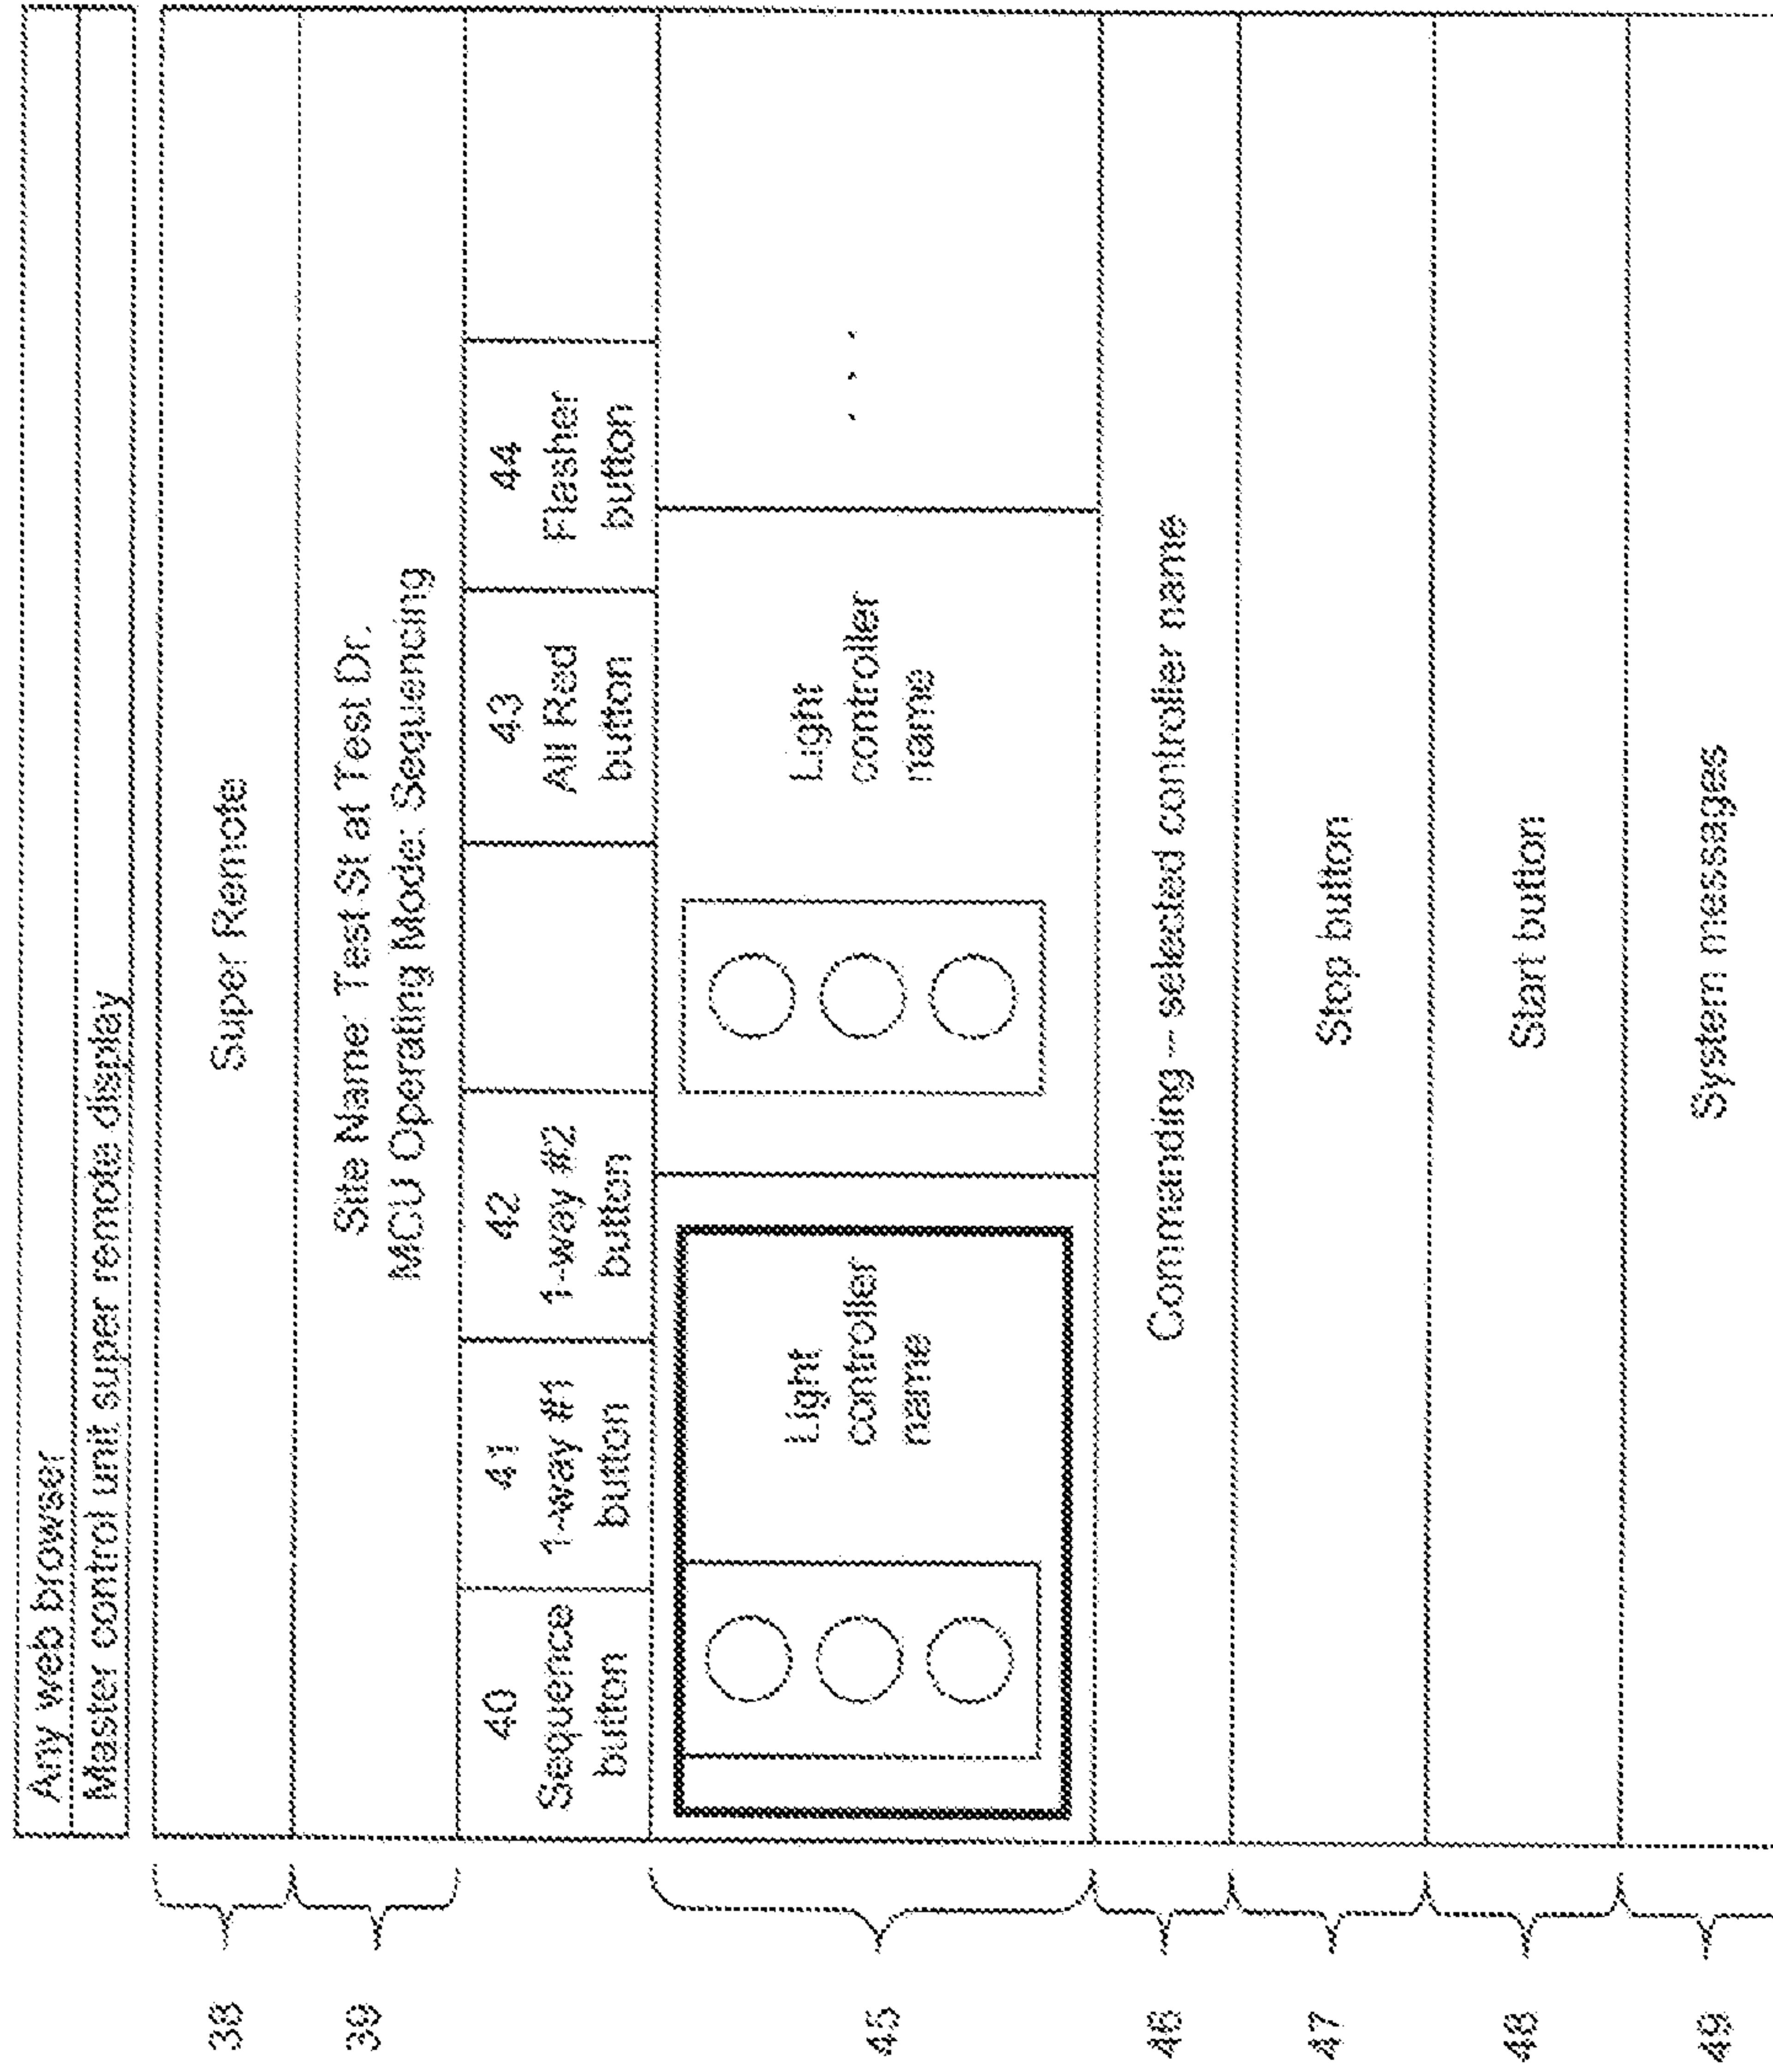 Any web browser
Master control unit super remote display
38
Super Remote
39
Site Name: Test St at Test Dr.
MCU Operating Mode: Sequencing
40
Sequence
button
41
1-way #1
button
42
1-way #2
button
43
All Red
button
44
Flasher
button
45
Light
controller
name
Light
controller
name
. . .
46
Commanding -- selected controller name
47
Stop button
48
Start button
49
System messages